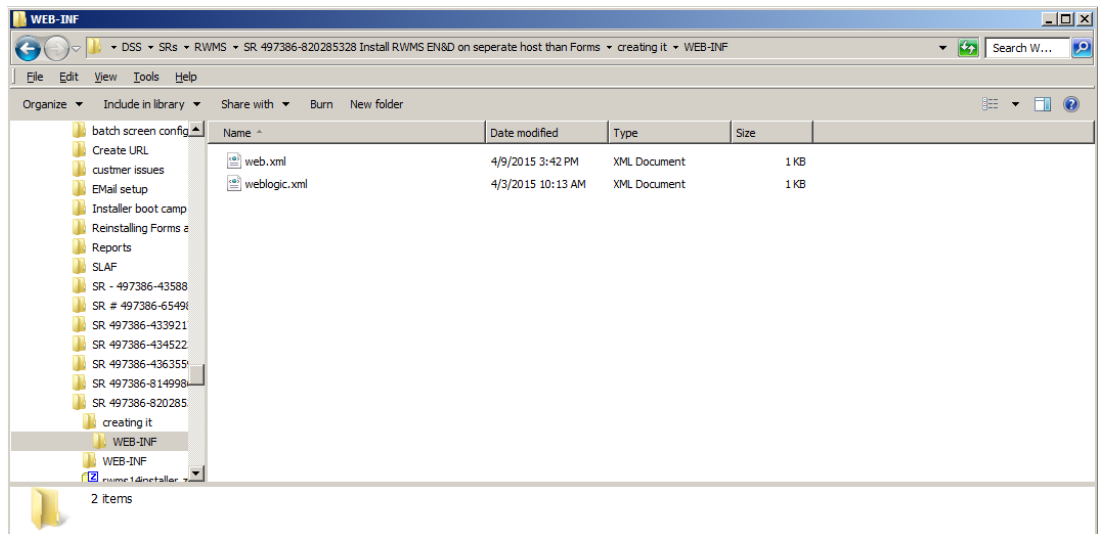 WEB-INF
DSS SRs RWMS SR 497386-820285328 Install RWMS EN&D on seperate host than Forms creating it WEB-INF
Search W...
File Edit View Tools Help
Organize Include in library Share with Burn New folder
batch screen config
Create URL
custmer issues
EMail setup
Installer boot camp
Reinstalling Forms a
Reports
SLAF
SR - 497386-43588
SR # 497386-6549
SR 497386-433921
SR 497386-434522
SR 497386-436355
SR 497386-81499
SR 497386-820285
creating it
WEB-INF
WEB-INF
rwms14installer
Name Date modified Type Size
web.xml 4/9/2015 3:42 PM XML Document 1 KB
weblogic.xml 4/3/2015 10:13 AM XML Document 1 KB
2 items